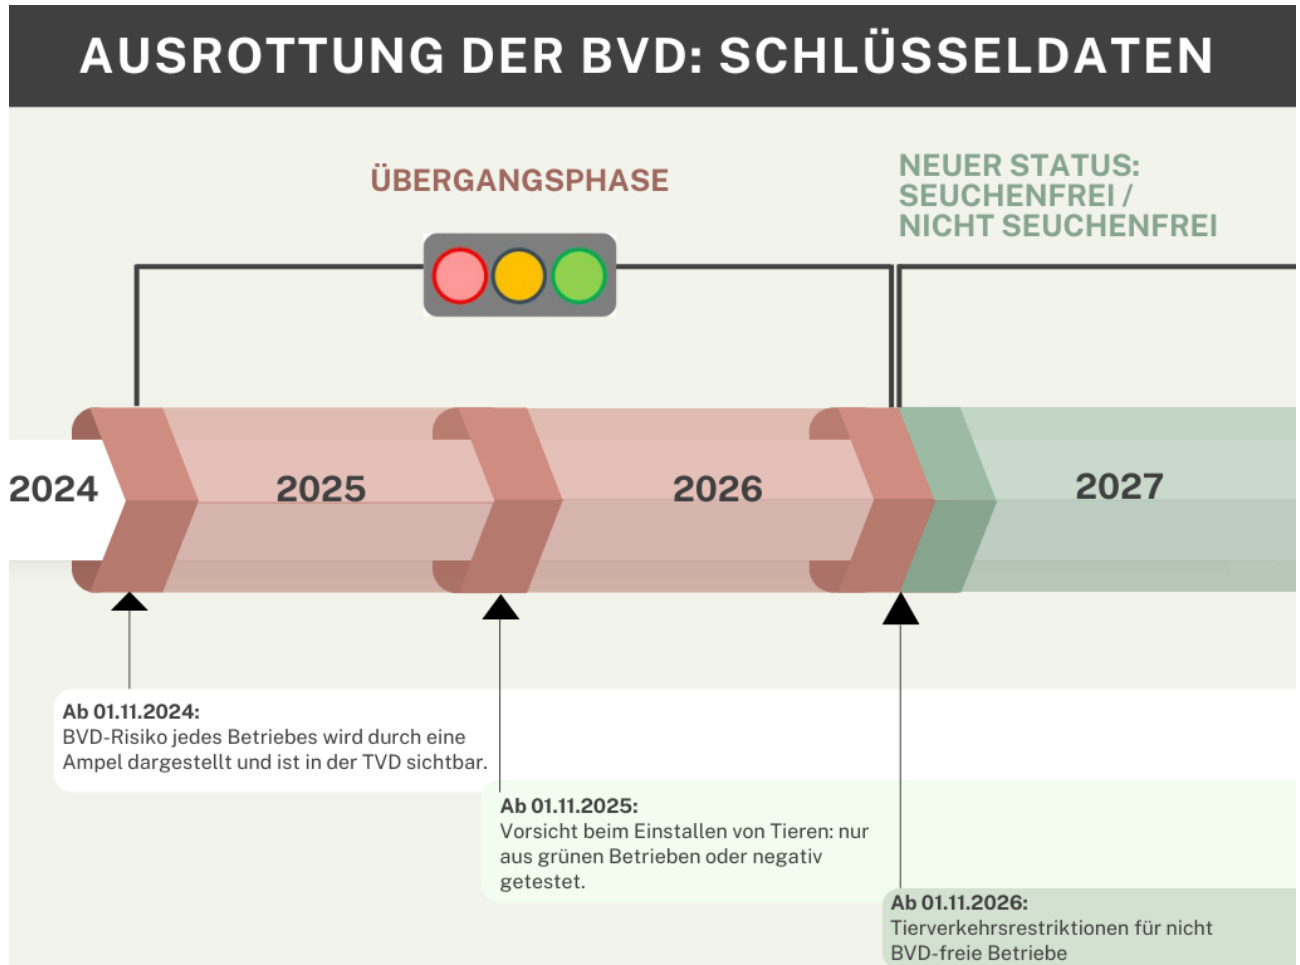 AUSROTTUNG DER BVD: SCHLÜSSELDATEN
ÜBERGANGSPHASE
NEUER STATUS:
SEUCHENFREI /
NICHT SEUCHENFREI
2024
2025
2026
2027
Ab 01.11.2024:
BVD-Risiko jedes Betriebes wird durch eine
Ampel dargestellt und ist in der TVD sichtbar.
Ab 01.11.2025:
Vorsicht beim Einstallen von Tieren: nur
aus grünen Betrieben oder negativ
getestet.
Ab 01.11.2026:
Tierverkehrsrestriktionen für nicht
BVD-freie Betriebe